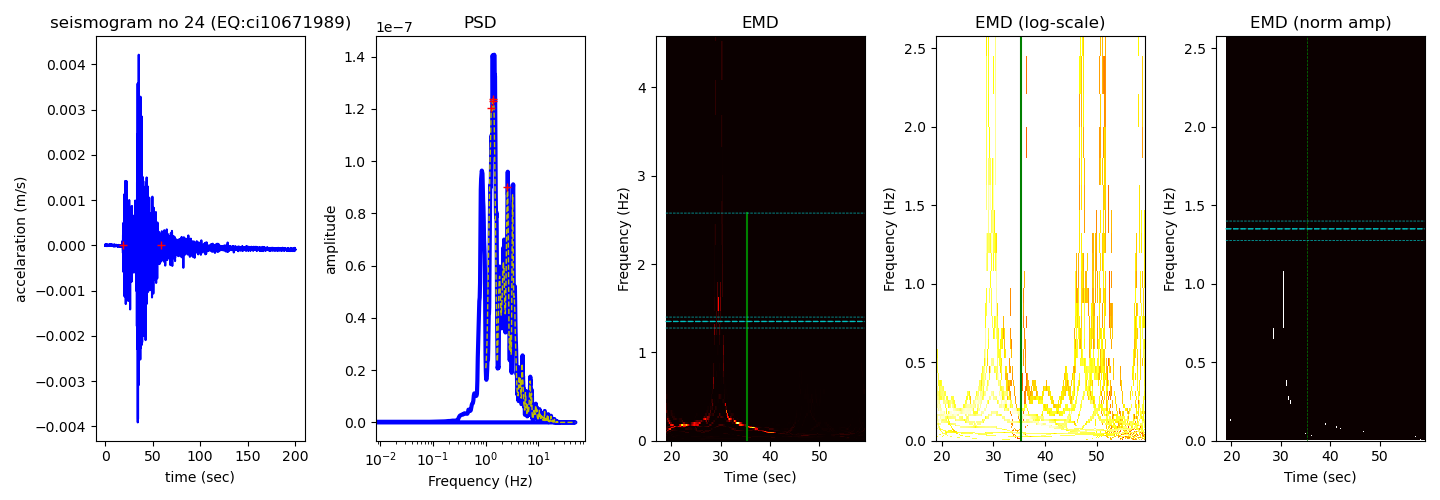 seismogram no 24 (EQ:ci10671989)
0.004
0.003
0.002
0.001
0.000
−0.001
−0.002
−0.003
−0.004
accelaration (m/s)
0 50 100 150 200
time (sec)
PSD
1e−7
1.4
1.2
1.0
0.8
0.6
0.4
0.2
0.0
amplitude
10⁻² 10⁻¹ 10⁰ 10¹
Frequency (Hz)
EMD
4
3
2
1
0
Frequency (Hz)
20 30 40 50
Time (sec)
EMD (log-scale)
2.5
2.0
1.5
1.0
0.5
0.0
Frequency (Hz)
20 30 40 50
Time (sec)
EMD (norm amp)
2.5
2.0
1.5
1.0
0.5
0.0
Frequency (Hz)
20 30 40 50
Time (sec)